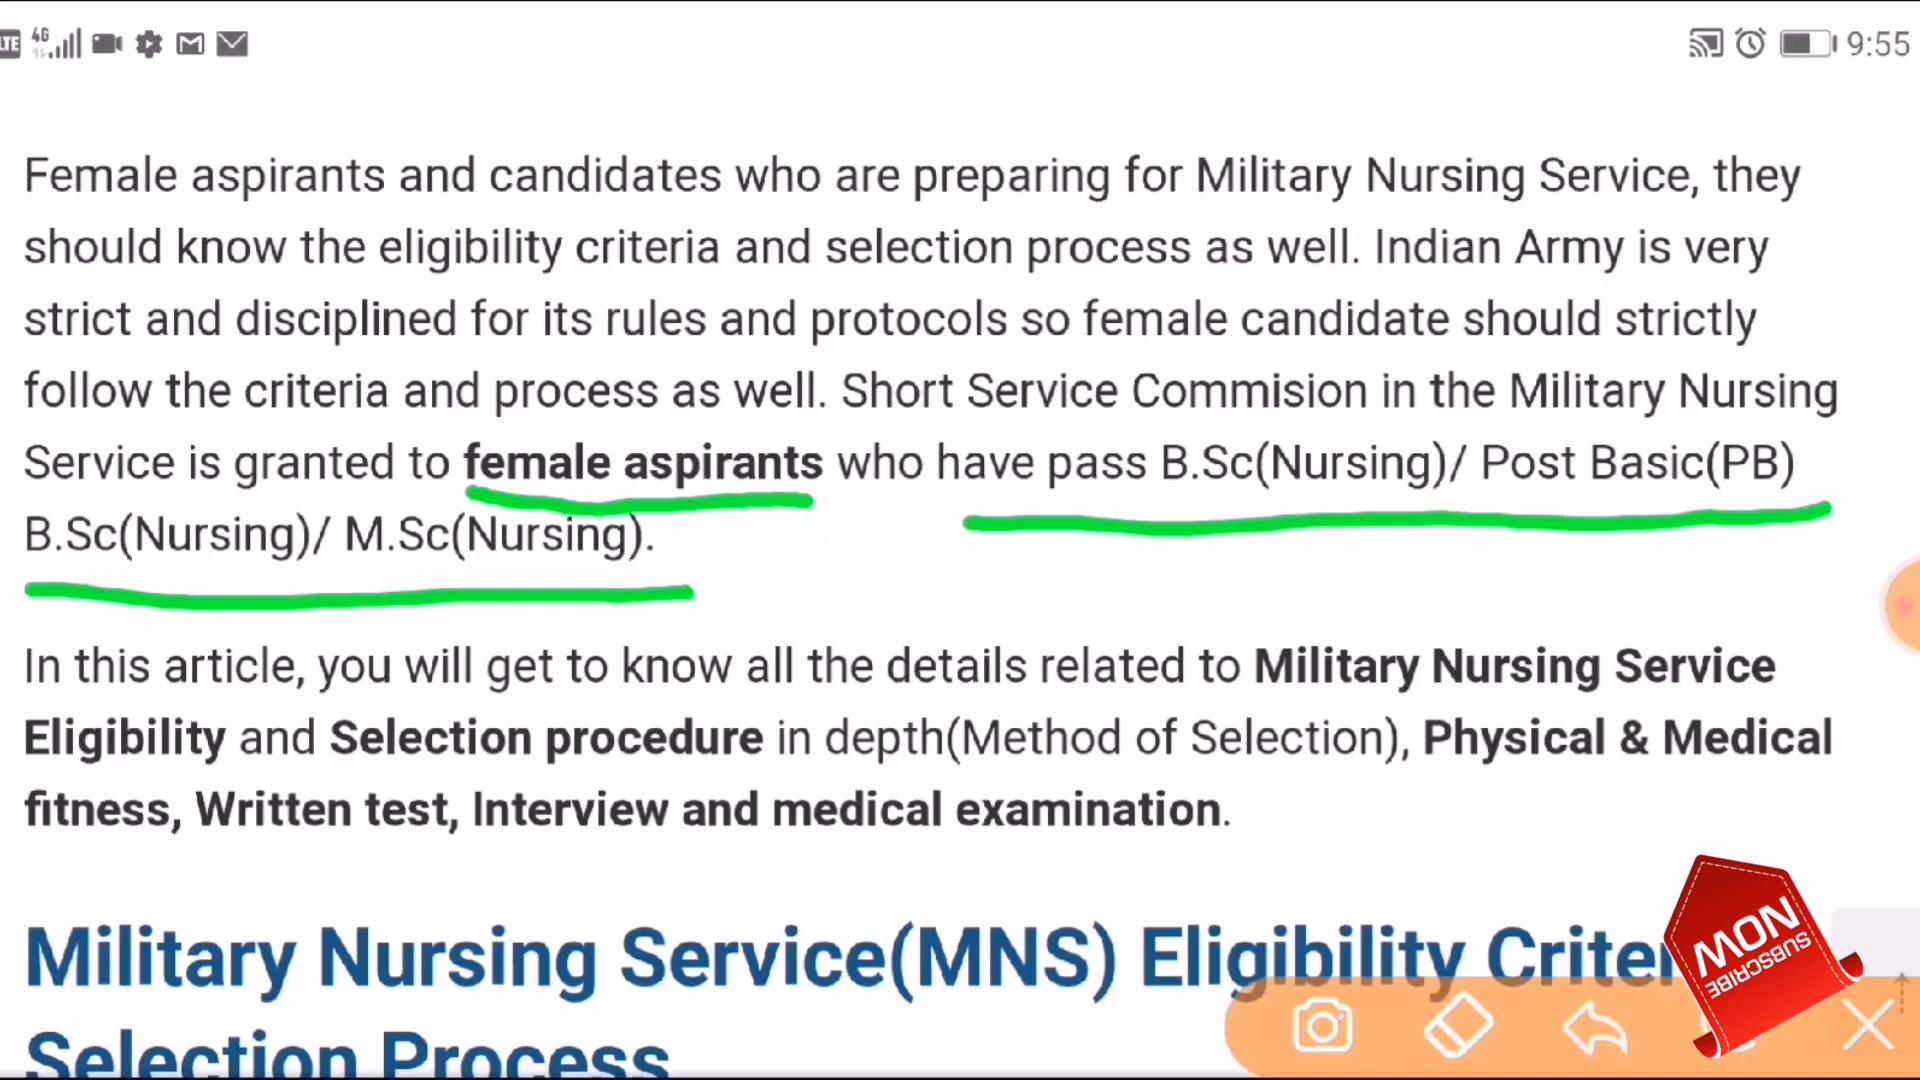 LTE 4G 9:55
Female aspirants and candidates who are preparing for Military Nursing Service, they
should know the eligibility criteria and selection process as well. Indian Army is very
strict and disciplined for its rules and protocols so female candidate should strictly
follow the criteria and process as well. Short Service Commision in the Military Nursing
Service is granted to female aspirants who have pass B.Sc(Nursing)/ Post Basic(PB)
B.Sc(Nursing)/ M.Sc(Nursing).
In this article, you will get to know all the details related to Military Nursing Service
Eligibility and Selection procedure in depth(Method of Selection), Physical & Medical
fitness, Written test, Interview and medical examination.
Military Nursing Service(MNS) Eligibility
Selection Process
SUBSCRIBE
NOW